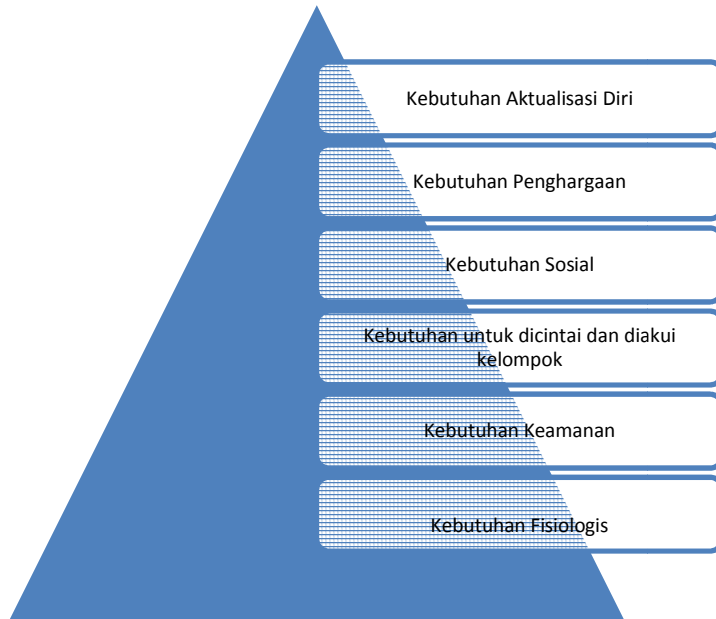 Kebutuhan Aktualisasi Diri
Kebutuhan Penghargaan
Kebutuhan Sosial
Kebutuhan untuk dicintai dan diakui
kelompok
Kebutuhan Keamanan
Kebutuhan Fisiologis